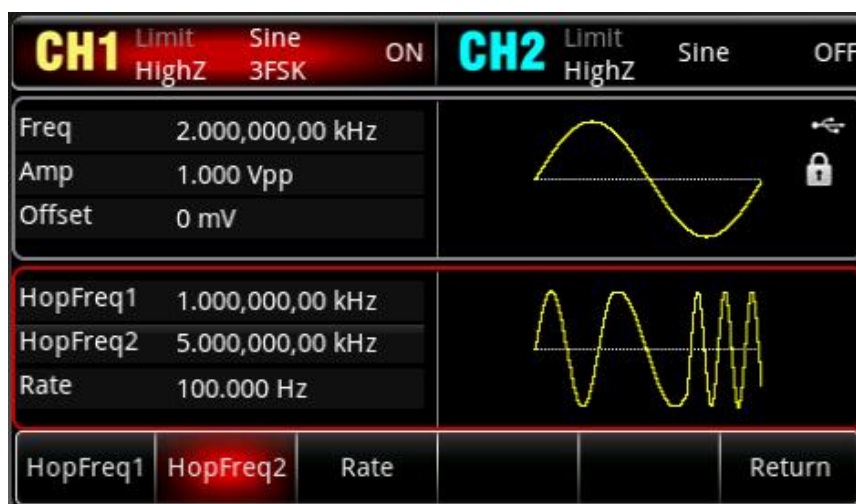 CH1 Limit Sine ON CH2 Limit Sine OFF
HighZ 3FSK HighZ
Freq 2.000,000,00 kHz
Amp 1.000 Vpp
Offset 0 mV
HopFreq1 1.000,000,00 kHz
HopFreq2 5.000,000,00 kHz
Rate 100.000 Hz
HopFreq1 HopFreq2 Rate Return